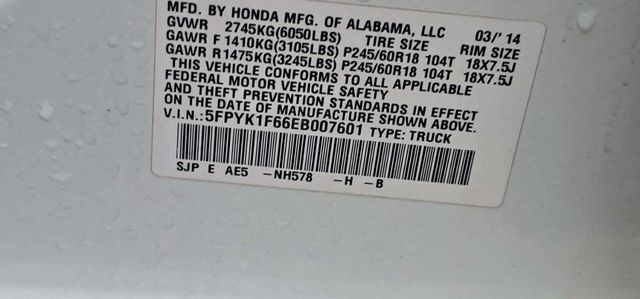 MFD. BY HONDA MFG. OF ALABAMA, LLC 03/'14
GVWR 2745KG(6050LBS) TIRE SIZE RIM SIZE
GAWR F 1410KG(3105LBS) P245/60R18 104T 18X7.5J
GAWR R 1475KG(3245LBS) P245/60R18 104T 18X7.5J
THIS VEHICLE CONFORMS TO ALL APPLICABLE
FEDERAL MOTOR VEHICLE SAFETY
AND THEFT PREVENTION STANDARDS IN EFFECT
ON THE DATE OF MANUFACTURE SHOWN ABOVE.
V.I.N.:5FPYK1F66EB007601 TYPE: TRUCK
SJP E AE5 -NH578 -H -B